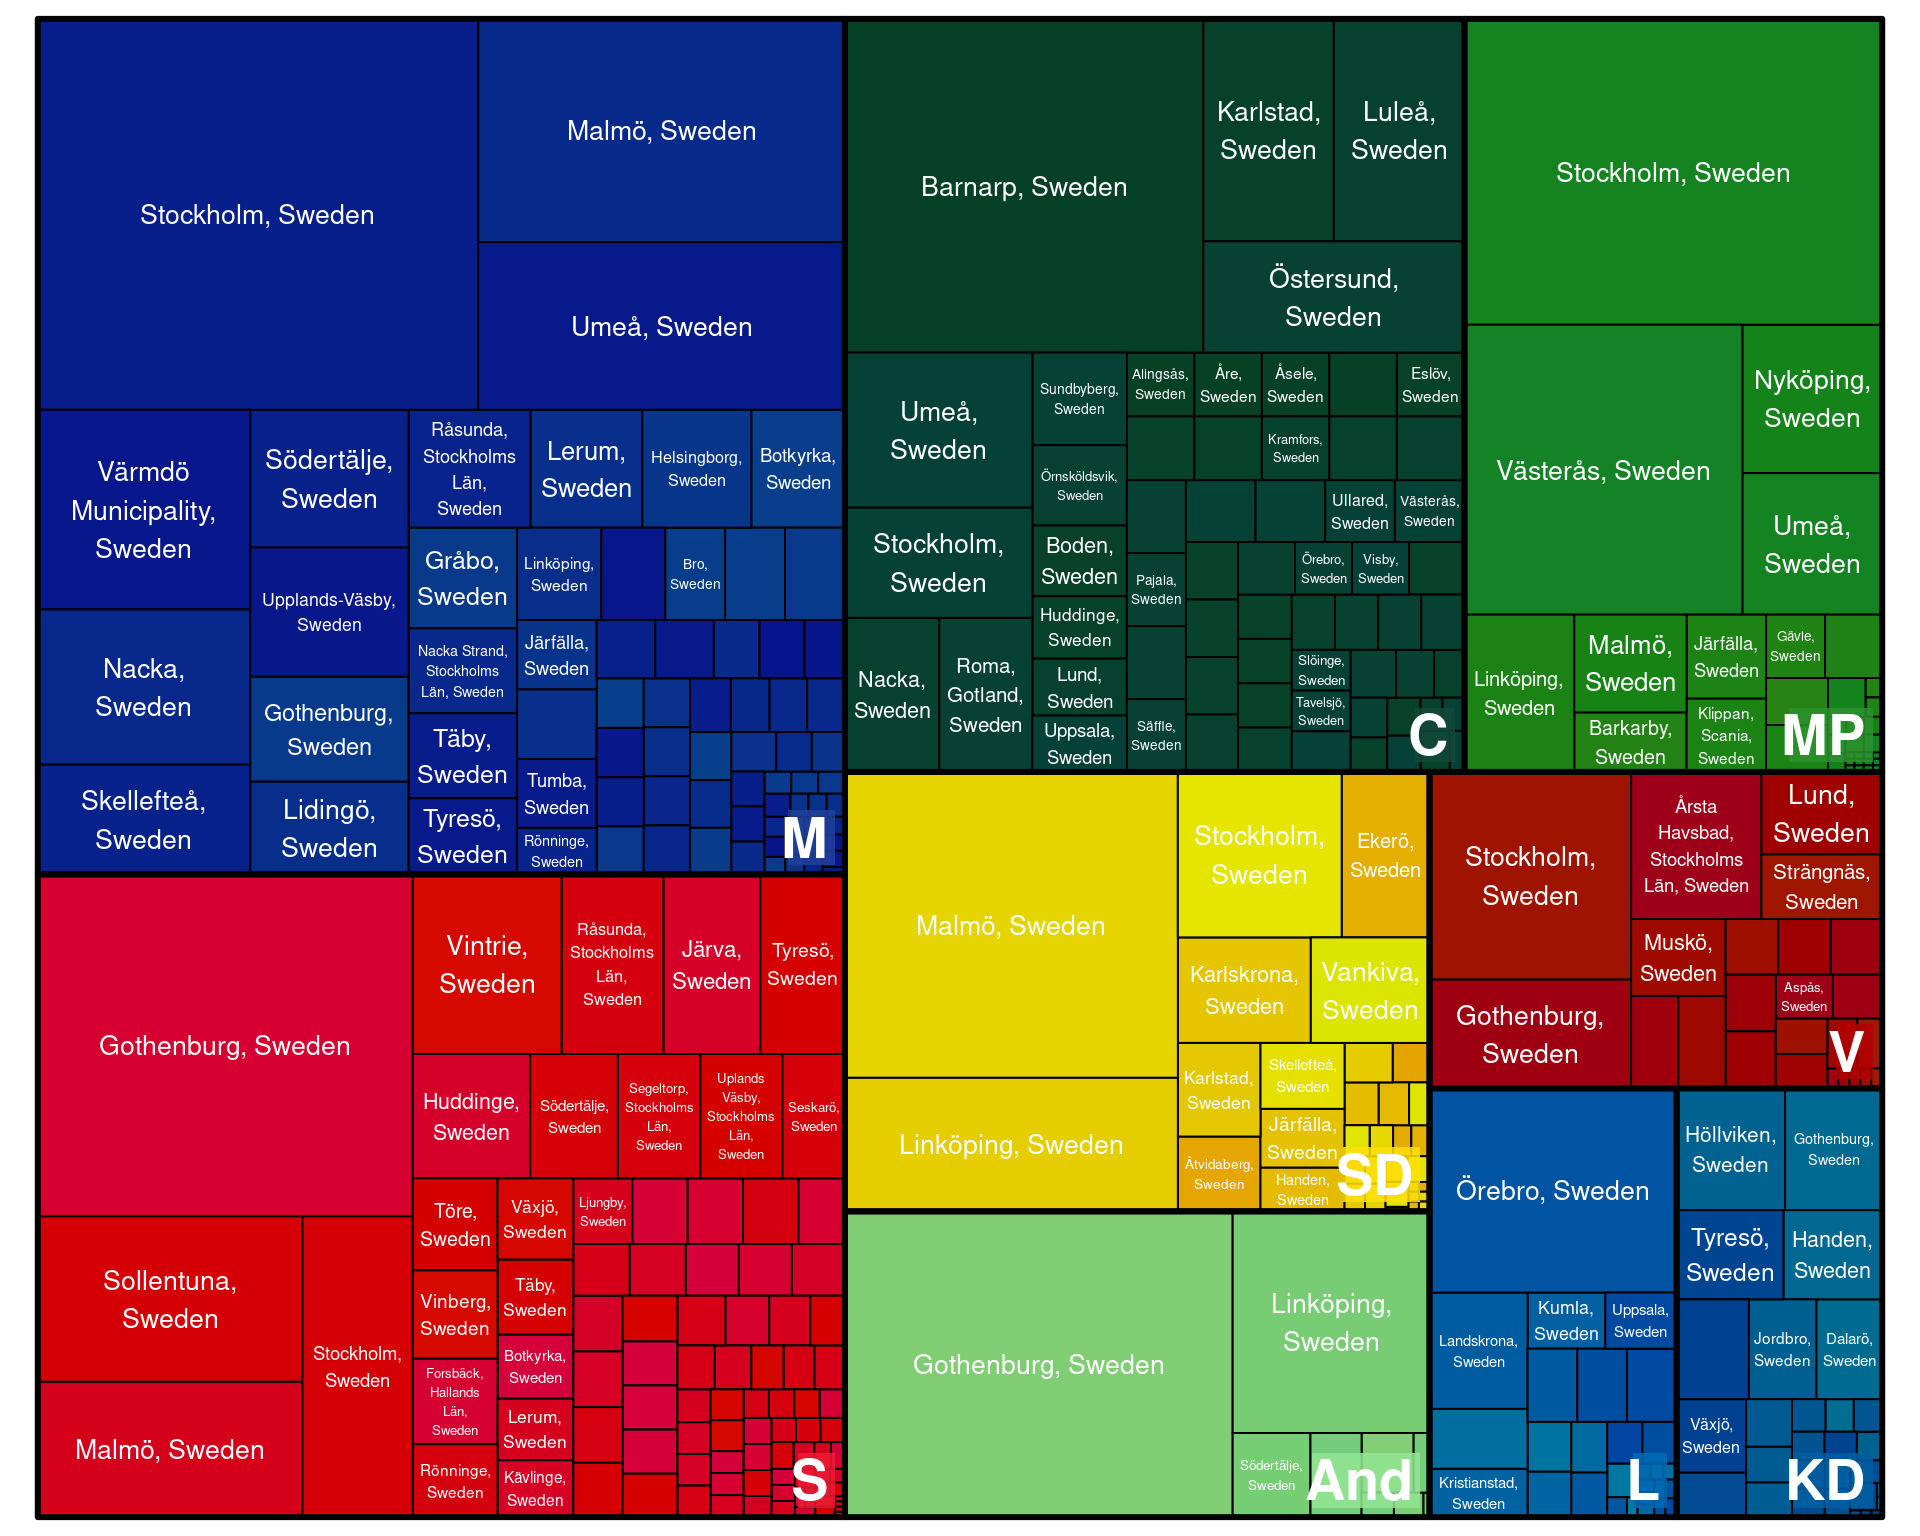 Stockholm, Sweden
Malmö, Sweden
Umeå, Sweden
Värmdö
Municipality,
Sweden
Nacka,
Sweden
Skellefteå,
Sweden
Södertälje,
Sweden
Upplands-Väsby,
Sweden
Gothenburg,
Sweden
Lidingö,
Sweden
Råsunda,
Stockholms
Län,
Sweden
Lerum,
Sweden
Helsingborg,
Sweden
Botkyrka,
Sweden
Gråbo,
Sweden
Nacka Strand,
Stockholms
Län, Sweden
Täby,
Sweden
Tyresö,
Sweden
Linköping,
Sweden
Bro,
Sweden
Järfälla,
Sweden
Tumba,
Sweden
Rönninge,
Sweden
M
Barnarp, Sweden
Karlstad,
Sweden
Luleå,
Sweden
Östersund,
Sweden
Umeå,
Sweden
Stockholm,
Sweden
Nacka,
Sweden
Roma,
Gotland,
Sweden
Sundbyberg,
Sweden
Örnsköldsvik,
Sweden
Boden,
Sweden
Huddinge,
Sweden
Lund,
Sweden
Uppsala,
Sweden
Alingsås,
Sweden
Åre,
Sweden
Åsele,
Sweden
Eslöv,
Sweden
Kramfors,
Sweden
Ullared,
Sweden
Västerås,
Sweden
Pajala,
Sweden
Örebro,
Sweden
Visby,
Sweden
Slöinge,
Sweden
Tavelsjö,
Sweden
Säffle,
Sweden
C
Stockholm, Sweden
Västerås, Sweden
Nyköping,
Sweden
Umeå,
Sweden
Linköping,
Sweden
Malmö,
Sweden
Barkarby,
Sweden
Järfälla,
Sweden
Klippan,
Scania,
Sweden
Gävle,
Sweden
MP
Gothenburg, Sweden
Sollentuna,
Sweden
Malmö, Sweden
Stockholm,
Sweden
Vintrie,
Sweden
Råsunda,
Stockholms
Län,
Sweden
Järva,
Sweden
Tyresö,
Sweden
Huddinge,
Sweden
Södertälje,
Sweden
Segeltorp,
Stockholms
Län,
Sweden
Uplands
Väsby,
Stockholms
Län,
Sweden
Seskarö,
Sweden
Töre,
Sweden
Vinberg,
Sweden
Forsbäck,
Hallands
Län,
Sweden
Rönninge,
Sweden
Växjö,
Sweden
Täby,
Sweden
Botkyrka,
Sweden
Lerum,
Sweden
Kävlinge,
Sweden
Ljungby,
Sweden
S
Malmö, Sweden
Linköping, Sweden
Stockholm,
Sweden
Ekerö,
Sweden
Karlskrona,
Sweden
Vankiva,
Sweden
Karlstad,
Sweden
Åtvidaberg,
Sweden
Skellefteå,
Sweden
Järfälla,
Sweden
Handen,
Sweden
SD
Gothenburg, Sweden
Linköping,
Sweden
Södertälje,
Sweden
And
Stockholm,
Sweden
Gothenburg,
Sweden
Årsta
Havsbad,
Stockholms
Län, Sweden
Lund,
Sweden
Strängnäs,
Sweden
Muskö,
Sweden
Aspås,
Sweden
V
Örebro, Sweden
Landskrona,
Sweden
Kristianstad,
Sweden
Kumla,
Sweden
Uppsala,
Sweden
L
Höllviken,
Sweden
Gothenburg,
Sweden
Tyresö,
Sweden
Handen,
Sweden
Jordbro,
Sweden
Dalarö,
Sweden
Växjö,
Sweden
KD